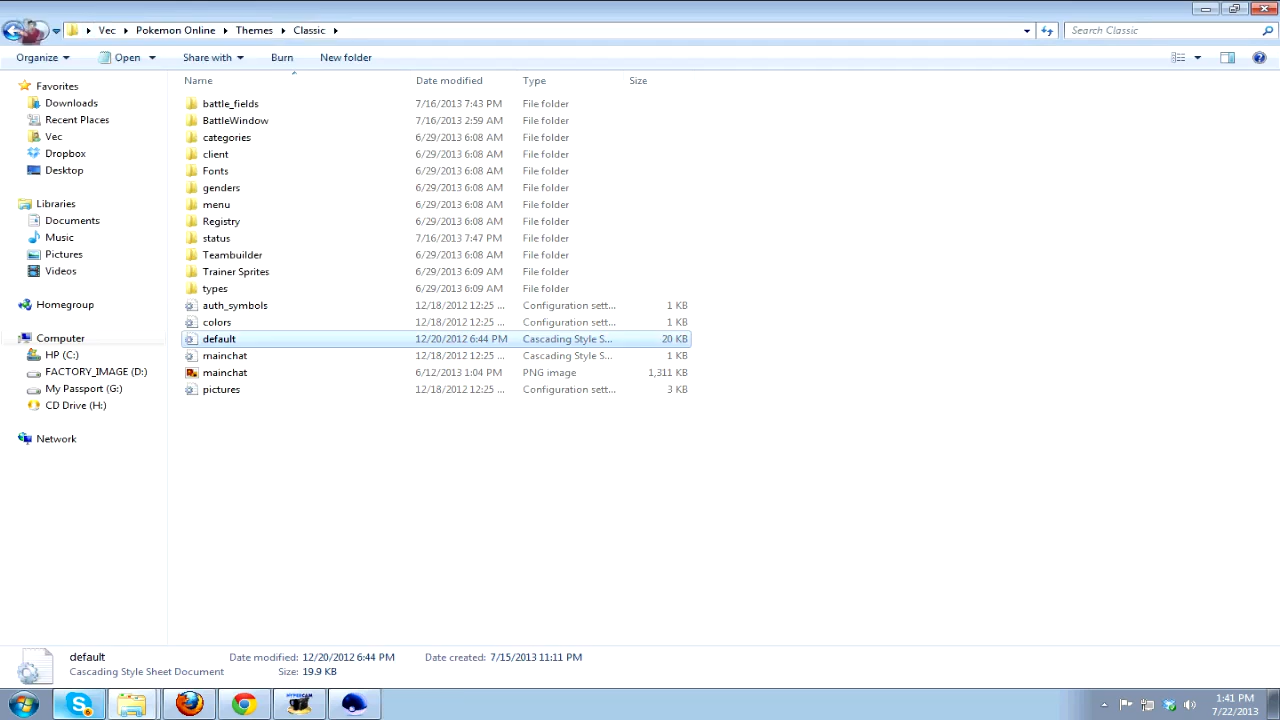 Vec Pokemon Online Themes Classic Search Classic
Organize Open Share with Burn New folder
Name Date modified Type Size
Favorites
Downloads
Recent Places
Vec
Dropbox
Desktop
Libraries
Documents
Music
Pictures
Videos
Homegroup
Computer
HP (C:)
FACTORY_IMAGE (D:)
My Passport (G:)
CD Drive (H:)
Network
battle_fields 7/16/2013 7:43 PM File folder
BattleWindow 7/16/2013 2:59 AM File folder
categories 6/29/2013 6:08 AM File folder
client 6/29/2013 6:08 AM File folder
Fonts 6/29/2013 6:08 AM File folder
genders 6/29/2013 6:08 AM File folder
menu 6/29/2013 6:08 AM File folder
Registry 6/29/2013 6:08 AM File folder
status 7/16/2013 7:47 PM File folder
Teambuilder 6/29/2013 6:08 AM File folder
Trainer Sprites 6/29/2013 6:09 AM File folder
types 6/29/2013 6:09 AM File folder
auth_symbols 12/18/2012 12:25 ... Configuration sett... 1 KB
colors 12/18/2012 12:25 ... Configuration sett... 1 KB
default 12/20/2012 6:44 PM Cascading Style S... 20 KB
mainchat 12/18/2012 12:25 ... Cascading Style S... 1 KB
mainchat 6/12/2013 1:04 PM PNG image 1,311 KB
pictures 12/18/2012 12:25 ... Configuration sett... 3 KB
default Date modified: 12/20/2012 6:44 PM Date created: 7/15/2013 11:11 PM
Cascading Style Sheet Document Size: 19.9 KB
HYPERCAM
1:41 PM
7/22/2013